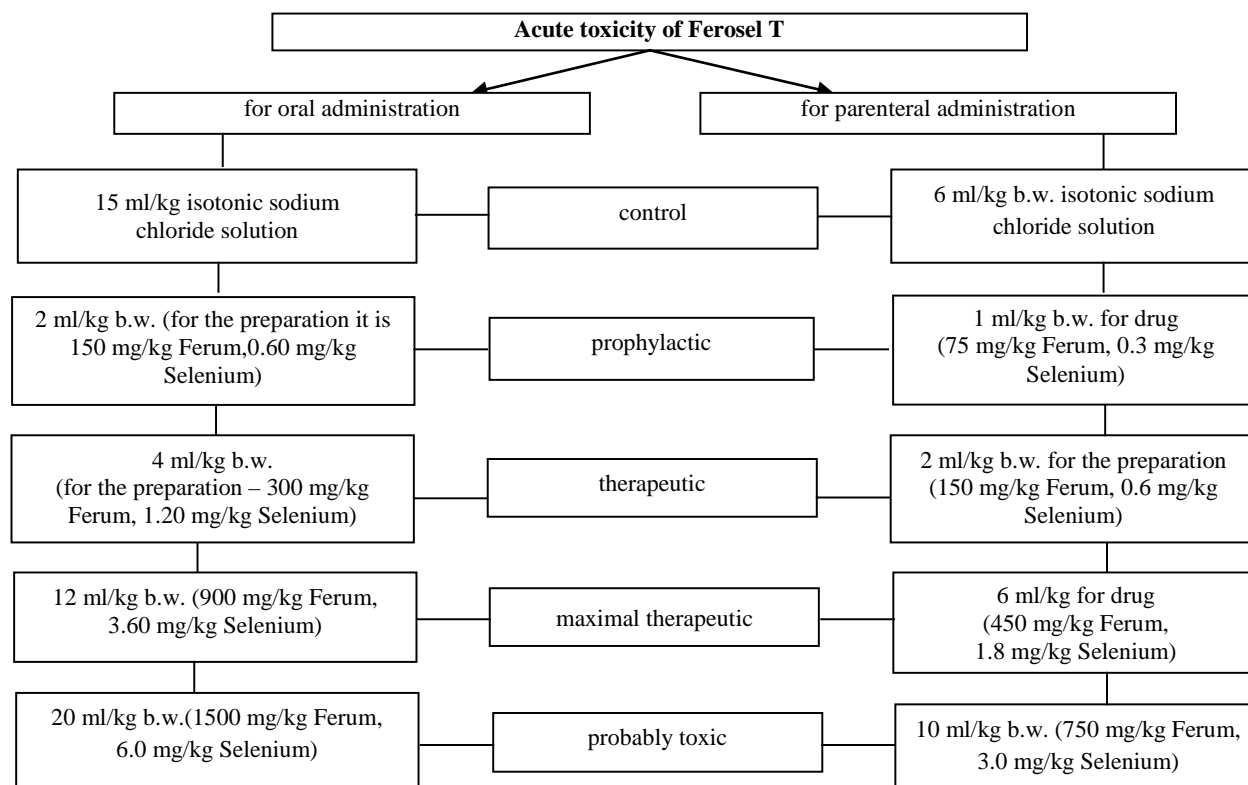 Acute toxicity of Ferosel T
for oral administration
for parenteral administration
15 ml/kg isotonic sodium
chloride solution
control
6 ml/kg b.w. isotonic sodium
chloride solution
2 ml/kg b.w. (for the preparation it is
150 mg/kg Ferum,0.60 mg/kg
Selenium)
prophylactic
1 ml/kg b.w. for drug
(75 mg/kg Ferum, 0.3 mg/kg
Selenium)
4 ml/kg b.w.
(for the preparation – 300 mg/kg
Ferum, 1.20 mg/kg Selenium)
therapeutic
2 ml/kg b.w. for the preparation
(150 mg/kg Ferum, 0.6 mg/kg
Selenium)
12 ml/kg b.w. (900 mg/kg Ferum,
3.60 mg/kg Selenium)
maximal therapeutic
6 ml/kg for drug
(450 mg/kg Ferum,
1.8 mg/kg Selenium)
20 ml/kg b.w.(1500 mg/kg Ferum,
6.0 mg/kg Selenium)
probably toxic
10 ml/kg b.w. (750 mg/kg Ferum,
3.0 mg/kg Selenium)